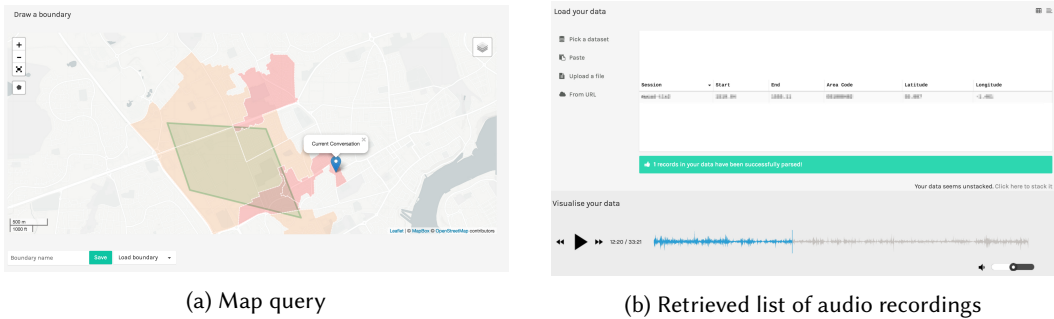 Draw a boundary
+
-
Current Conversation
×
500 m
1000 ft
Leaflet | © MapBox © OpenStreetMap contributors
Boundary name
Save
Load boundary
(a) Map query
Load your data
Pick a dataset
Paste
Upload a file
From URL
Session Start End Area Code Latitude Longitude
1 records in your data have been successfully parsed!
Your data seems unstacked. Click here to stack it
Visualise your data
12:20 / 33:21
(b) Retrieved list of audio recordings